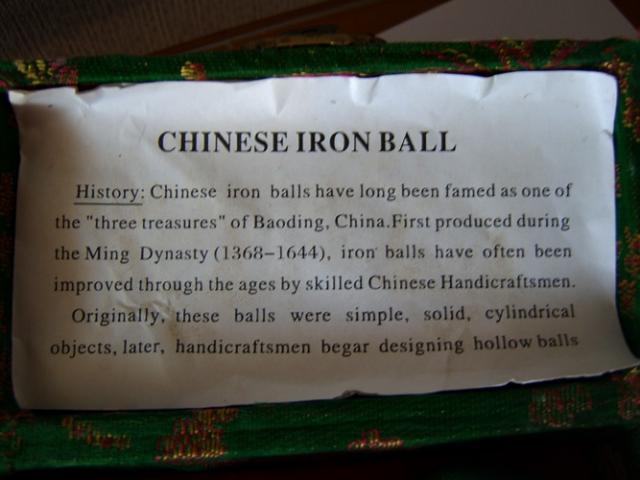 CHINESE IRON BALL
History: Chinese iron balls have long been famed as one of
the "three treasures" of Baoding, China.First produced during
the Ming Dynasty (1368-1644), iron balls have often been
improved through the ages by skilled Chinese Handicraftsmen.
Originally, these balls were simple, solid, cylindrical
objects, later, handicraftsmen begar designing hollow balls